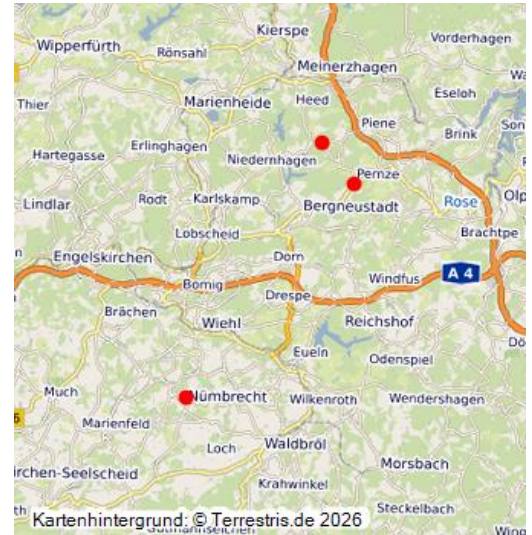 Kierspe
Vorderhagen
Wipperfürth
Rönsahl
Meinerzhagen
Eseloh
Thier
Marienheide
Heed
Piene
Brink
Erlinghagen
Hartegasse
Niedernhagen
Pernze
Lindlar
Rodt
Karlskamp
Bergneustadt
Rose
Olp
Lobscheid
Brachtpe
Engelskirchen
Dorn
Bomig
Windfus
A 4
Drespe
Brächen
Wiehl
Reichshof
Eueln
Odenspiel
Much
Nümbrecht
Wilkenroth
Wendershagen
Marienfeld
Loch
Waldbröl
Morsbach
irchen-Seelscheid
Krahwinkel
Steckelbach
Kartenhintergrund: © Terrestris.de 2026